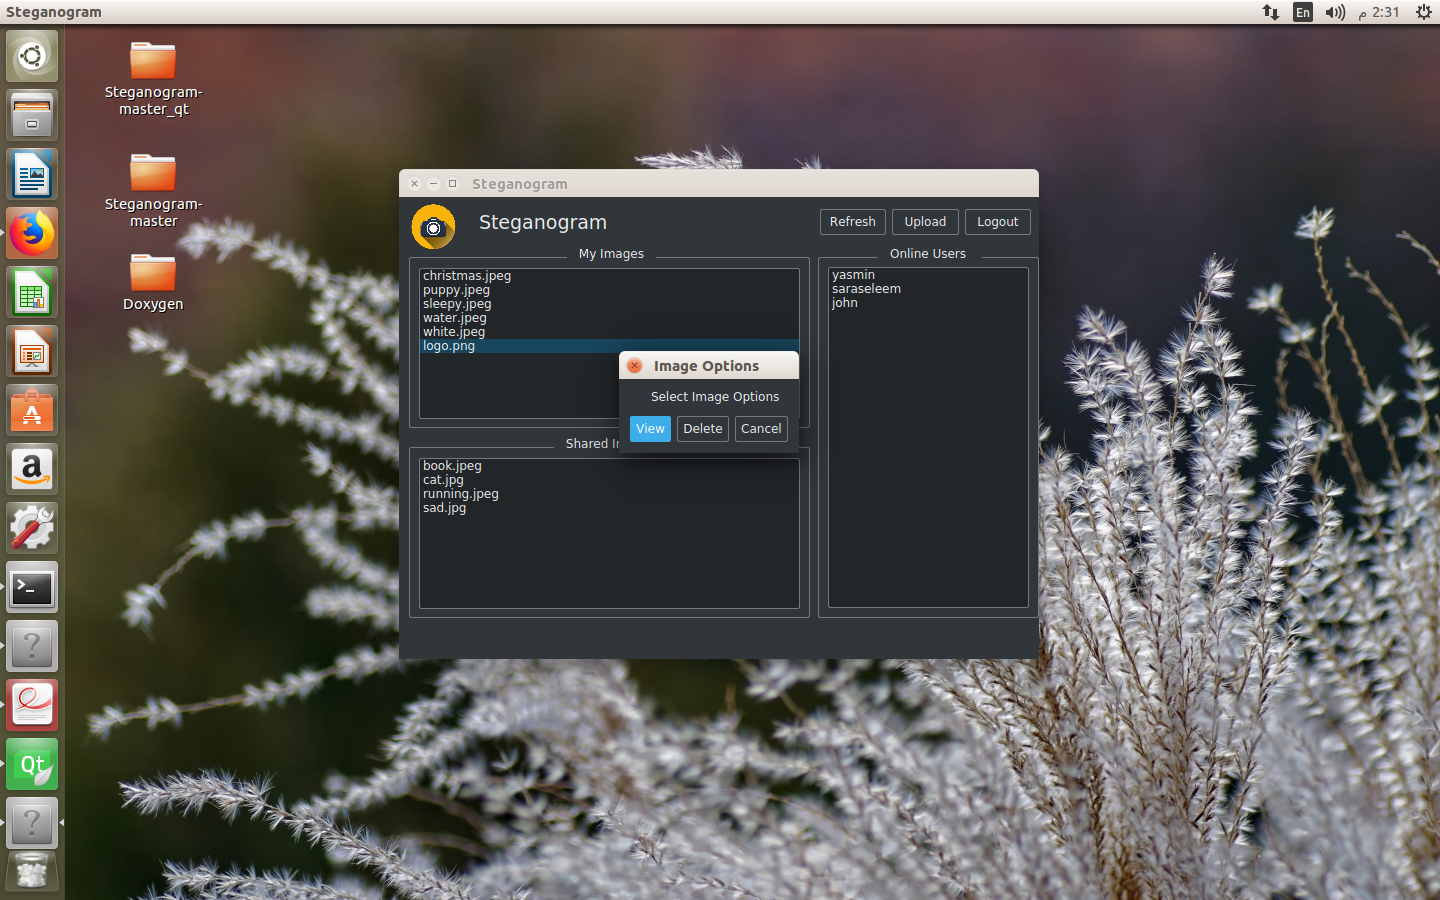 Steganogram
En
م 2:31
Steganogram-
master_qt
Steganogram-
master
Doxygen
Steganogram
Steganogram
Refresh
Upload
Logout
My Images
christmas.jpeg
puppy.jpeg
sleepy.jpeg
water.jpeg
white.jpeg
logo.png
Online Users
yasmin
saraseleem
john
Image Options
Select Image Options
View
Delete
Cancel
Shared
book.jpeg
cat.jpg
running.jpeg
sad.jpg
A
a
>_
?
Qt
?